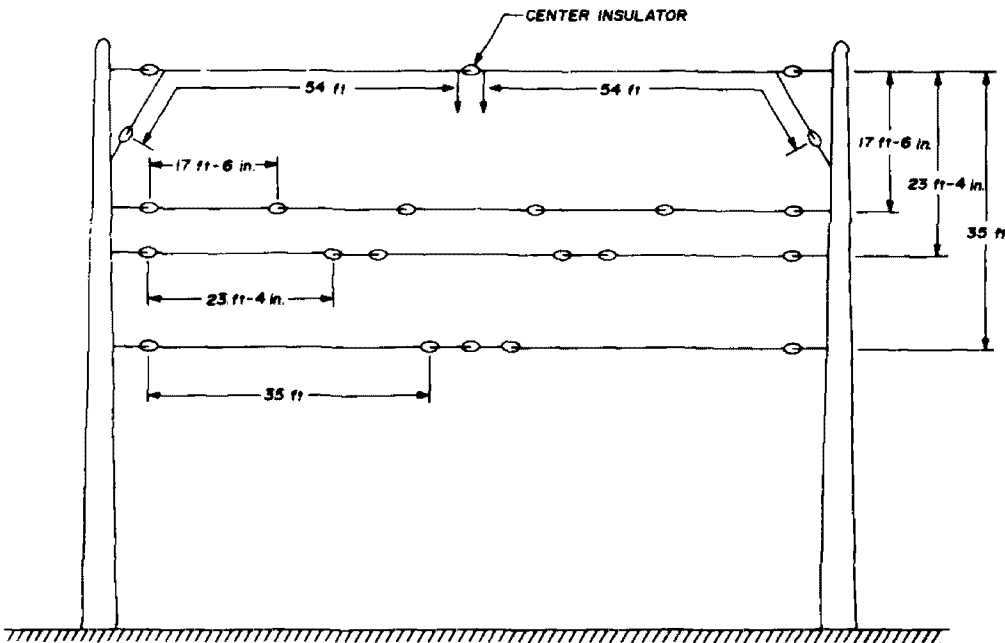 CENTER INSULATOR
54 ft
54 ft
17 ft-6 in.
17 ft-6 in.
23 ft-4 in.
35 ft
23 ft-4 in.
35 ft